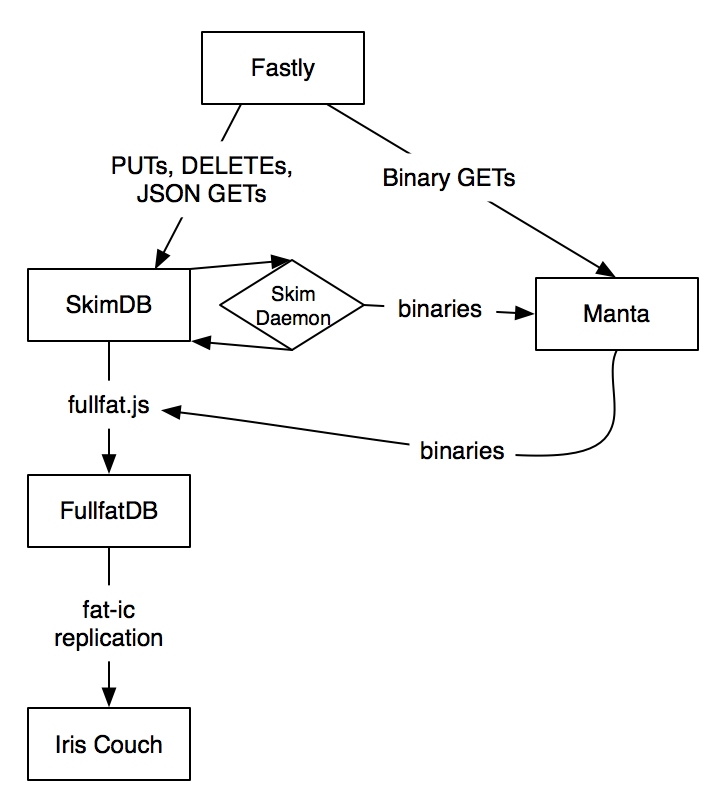 Fastly
PUTs, DELETEs,
JSON GETs
Binary GETs
SkimDB
Skim
Daemon
binaries
Manta
fullfat.js
binaries
FullfatDB
fat-ic
replication
Iris Couch